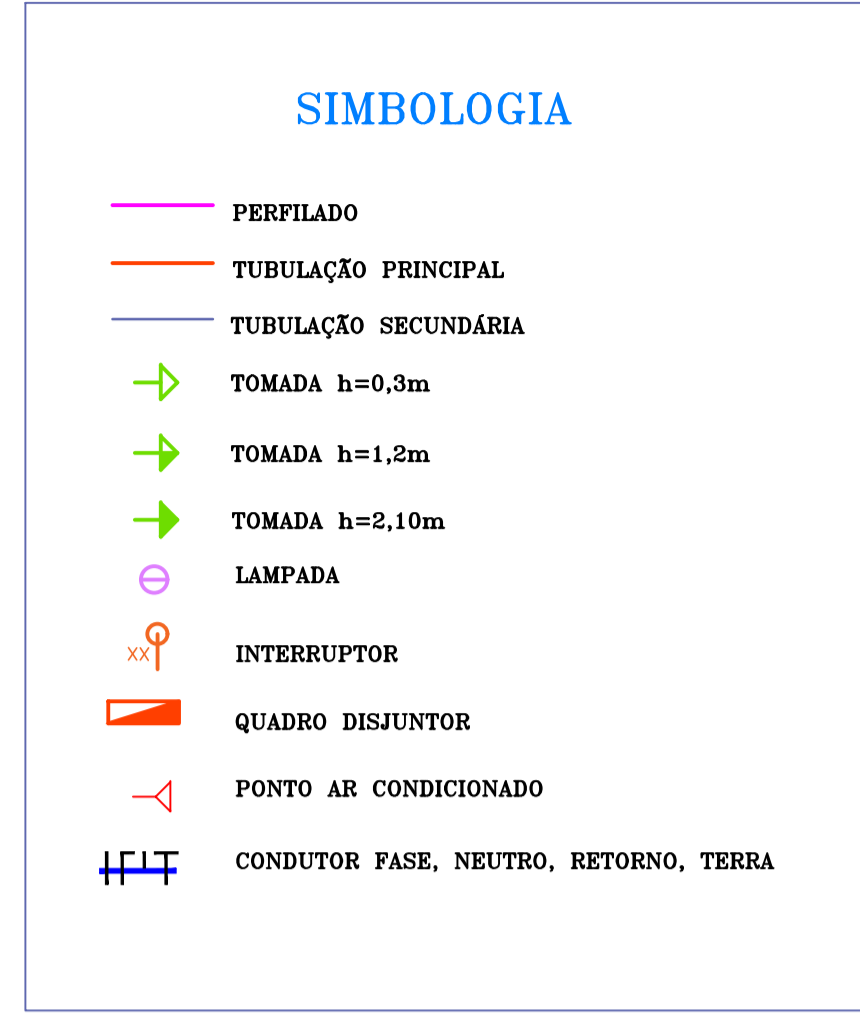 SIMBOLOGIA
PERFILADO
TUBULAÇÃO PRINCIPAL
TUBULAÇÃO SECUNDÁRIA
TOMADA h=0,3m
TOMADA h=1,2m
TOMADA h=2,10m
LAMPADA
XX INTERRUPTOR
QUADRO DISJUNTOR
PONTO AR CONDICIONADO
CONDUTOR FASE, NEUTRO, RETORNO, TERRA